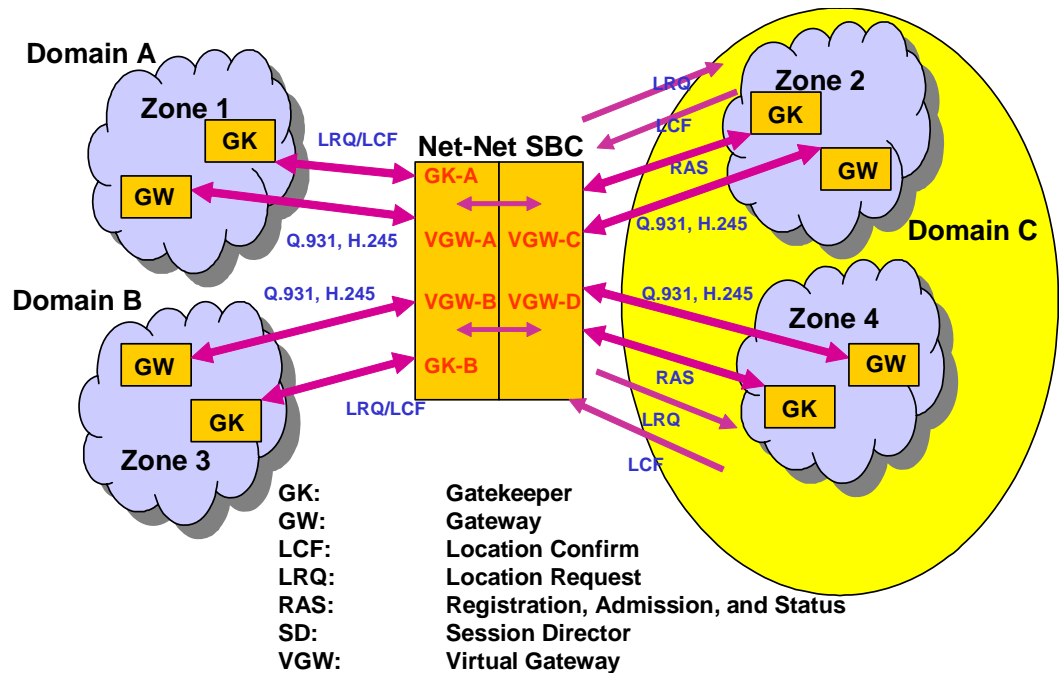 Domain A
Zone 1
GK
GW
LRQ/LCF
Q.931, H.245
Domain B
GW
GK
Zone 3
Q.931, H.245
LRQ/LCF
Net-Net SBC
GK-A
VGW-A
VGW-C
VGW-B
VGW-D
GK-B
LRQ
LCF
RAS
Q.931, H.245
Zone 2
GK
GW
Domain C
Q.931, H.245
RAS
LRQ
LCF
Zone 4
GW
GK
GK: Gatekeeper
GW: Gateway
LCF: Location Confirm
LRQ: Location Request
RAS: Registration, Admission, and Status
SD: Session Director
VGW: Virtual Gateway